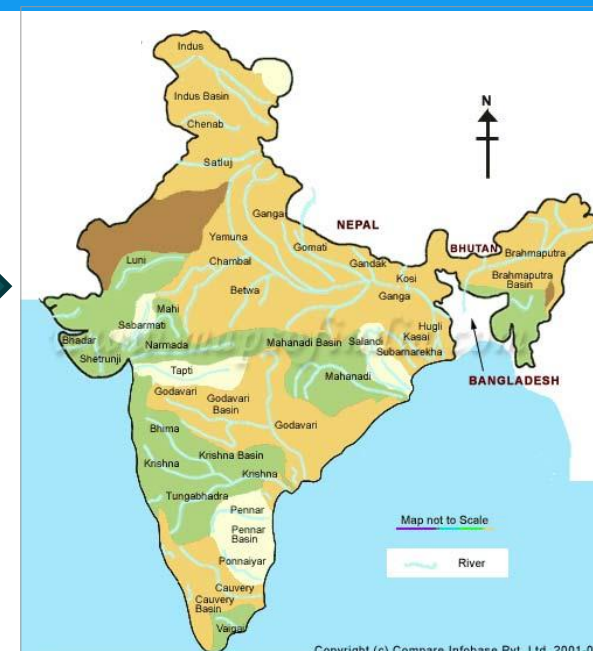 Indus
Indus Basin
Chenab
Satluj
N
NEPAL
Ganga
Yamuna
Gomati
BHUTAN
Brahmaputra
Gandak
Luni
Chambal
Kosi
Brahmaputra
Basin
Betwa
Ganga
Mahi
Sabarmati
Hugli
Bhadar
Narmada
Mahanadi Basin
Salandi
Kasai
Subarnarekha
Shetrunji
Tapti
Mahanadi
BANGLADESH
Godavari
Godavari
Basin
Bhima
Godavari
Krishna
Krishna Basin
Krishna
Tungabhadra
Pennar
Pennar
Basin
Map not to Scale
Ponnaiyar
River
Cauvery
Cauvery
Basin
Vaigai
Copyright (c) Compare Infobase Pvt. Ltd. 2001-0